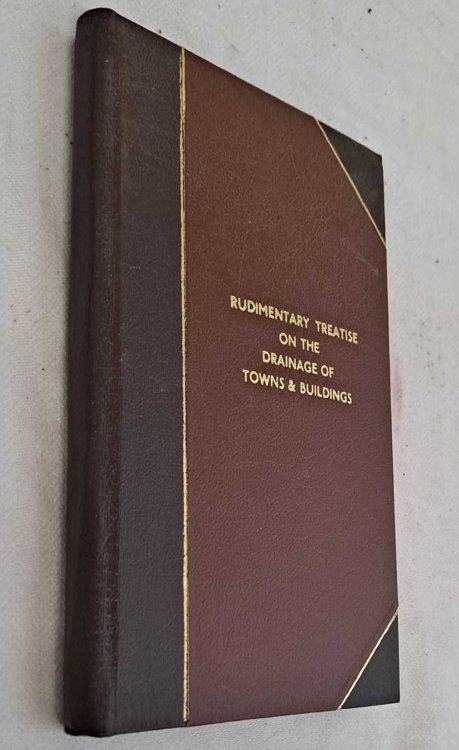 RUDIMENTARY TREATISE
ON THE
DRAINAGE OF
TOWNS & BUILDINGS